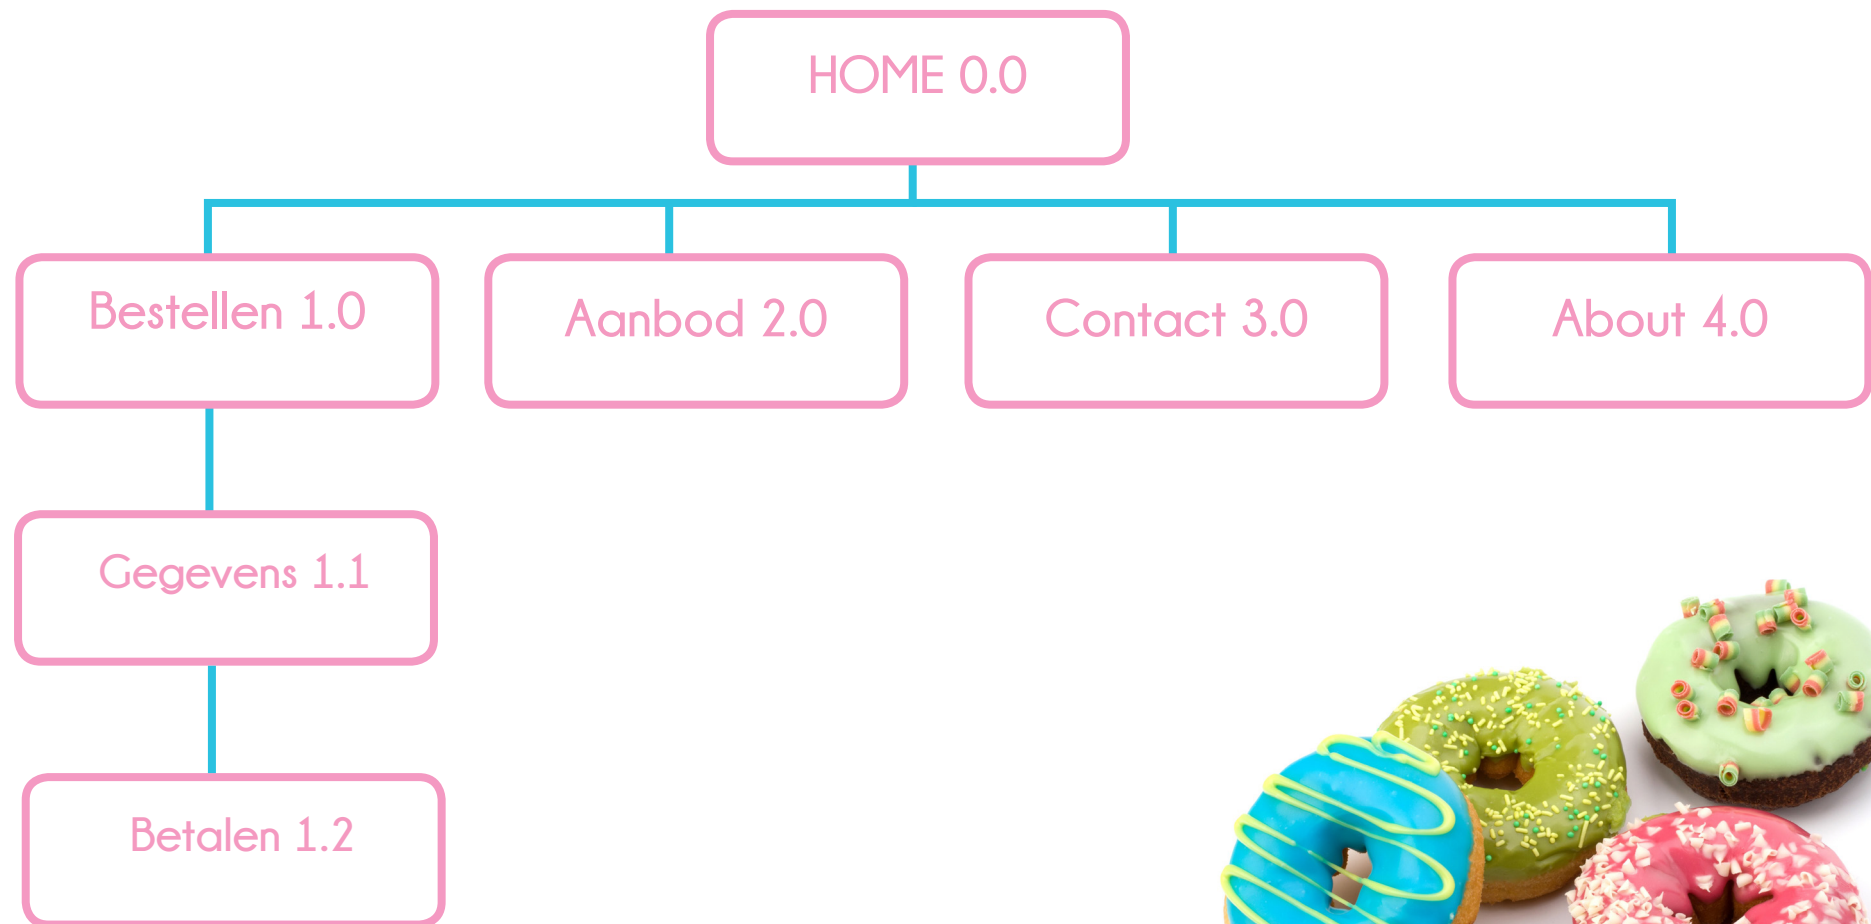 HOME 0.0
Bestellen 1.0
Aanbod 2.0
Contact 3.0
About 4.0
Gegevens 1.1
Betalen 1.2